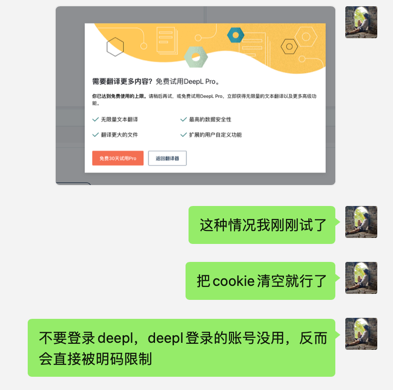 需要翻译更多内容？免费试用DeepL Pro。
你已达到免费使用的上限。请稍后再试，或免费试用DeepL Pro，立即获得无限量的文本翻译以及更多高级功
能。
无限量文本翻译 最高的数据安全性
翻译更大的文件 扩展的用户自定义功能
免费30天试用Pro 返回翻译器
这种情况我刚刚试了
把 cookie 清空就行了
不要登录 deepl，deepl 登录的账号没用，反而
会直接被明码限制